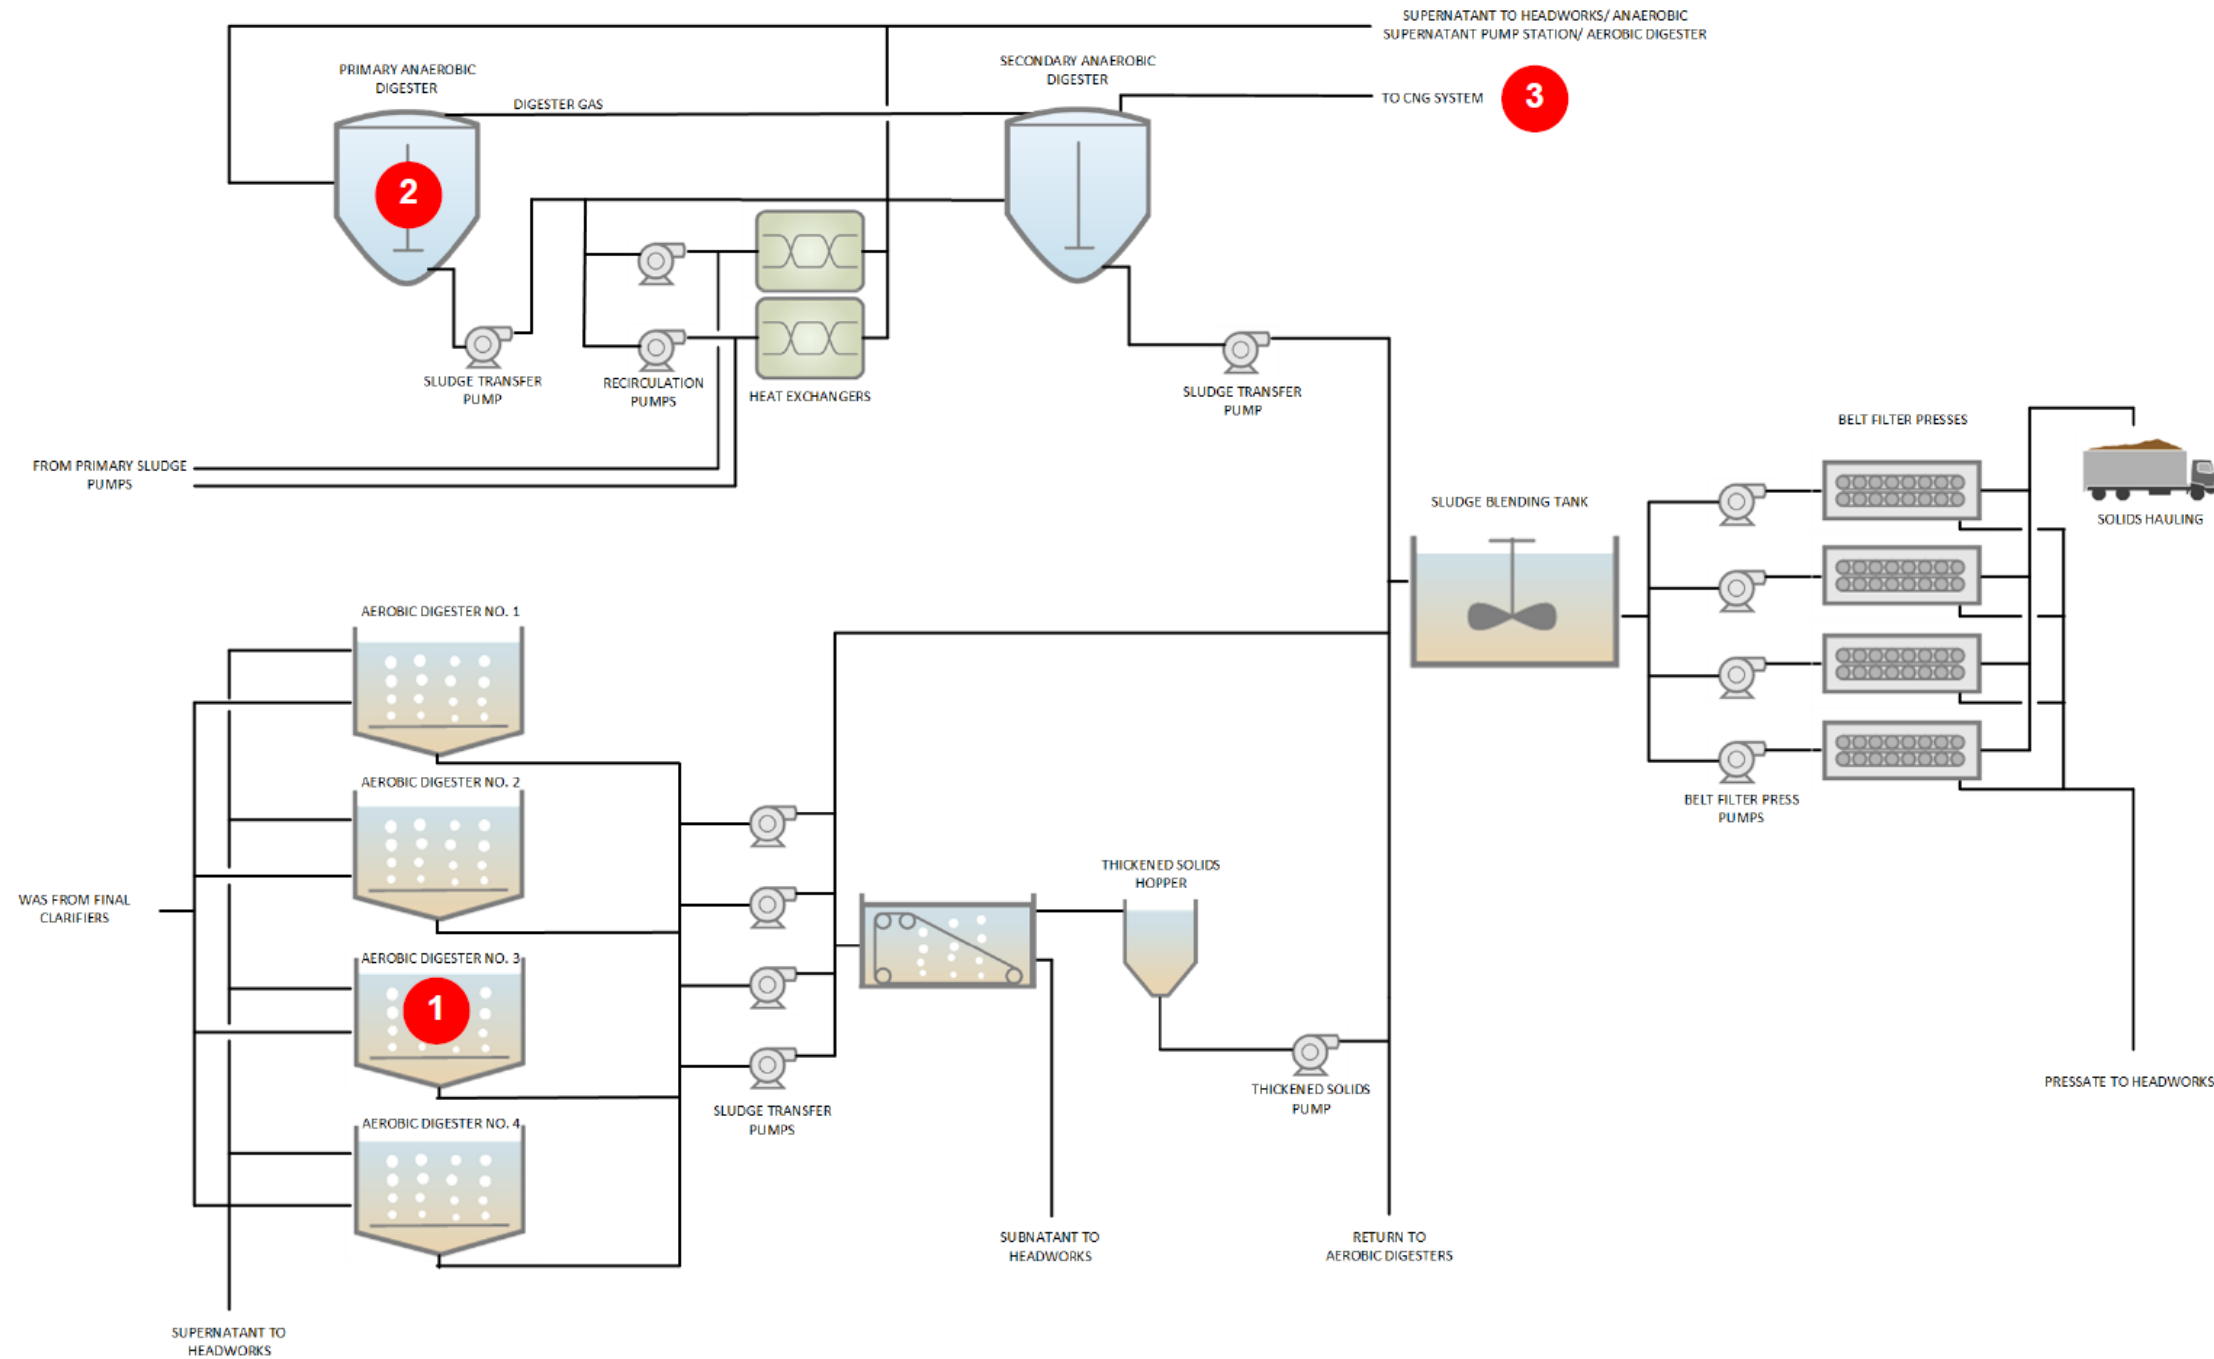 SUPERNATANT TO HEADWORKS/ ANAEROBIC
SUPERNATANT PUMP STATION/ AEROBIC DIGESTER
PRIMARY ANAEROBIC
DIGESTER
SECONDARY ANAEROBIC
DIGESTER
DIGESTER GAS
TO CNG SYSTEM
3
2
SLUDGE TRANSFER
PUMP
RECIRCULATION
PUMPS
HEAT EXCHANGERS
SLUDGE TRANSFER
PUMP
BELT FILTER PRESSES
FROM PRIMARY SLUDGE
PUMPS
SLUDGE BLENDING TANK
SOLIDS HAULING
AEROBIC DIGESTER NO. 1
AEROBIC DIGESTER NO. 2
BELT FILTER PRESS
PUMPS
THICKENED SOLIDS
HOPPER
WAS FROM FINAL
CLARIFIERS
AEROBIC DIGESTER NO. 3
1
PRESSATE TO HEADWORKS
THICKENED SOLIDS
PUMP
SLUDGE TRANSFER
PUMPS
AEROBIC DIGESTER NO. 4
SUBNATANT TO
HEADWORKS
RETURN TO
AEROBIC DIGESTERS
SUPERNATANT TO
HEADWORKS